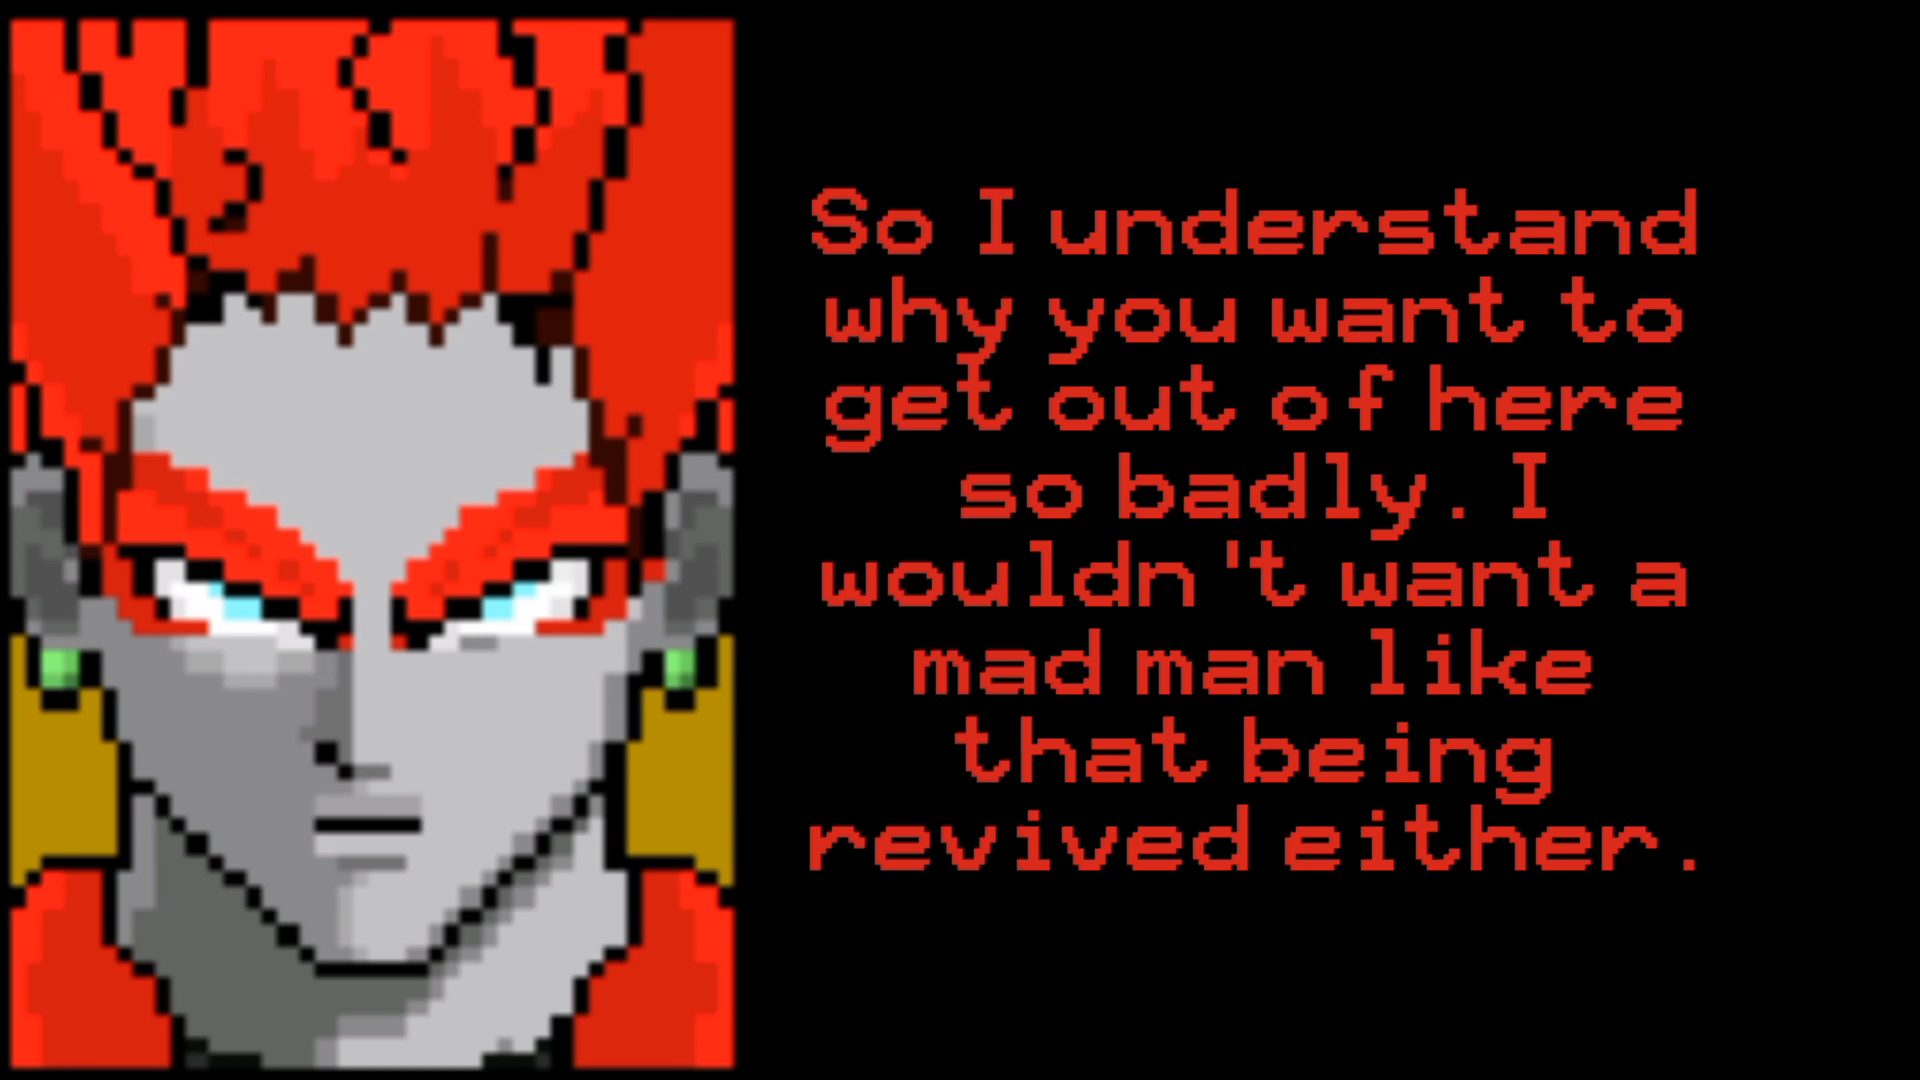 So I understand
why you want to
get out of here
so badly. I
wouldn't want a
mad man like
that being
revived either.